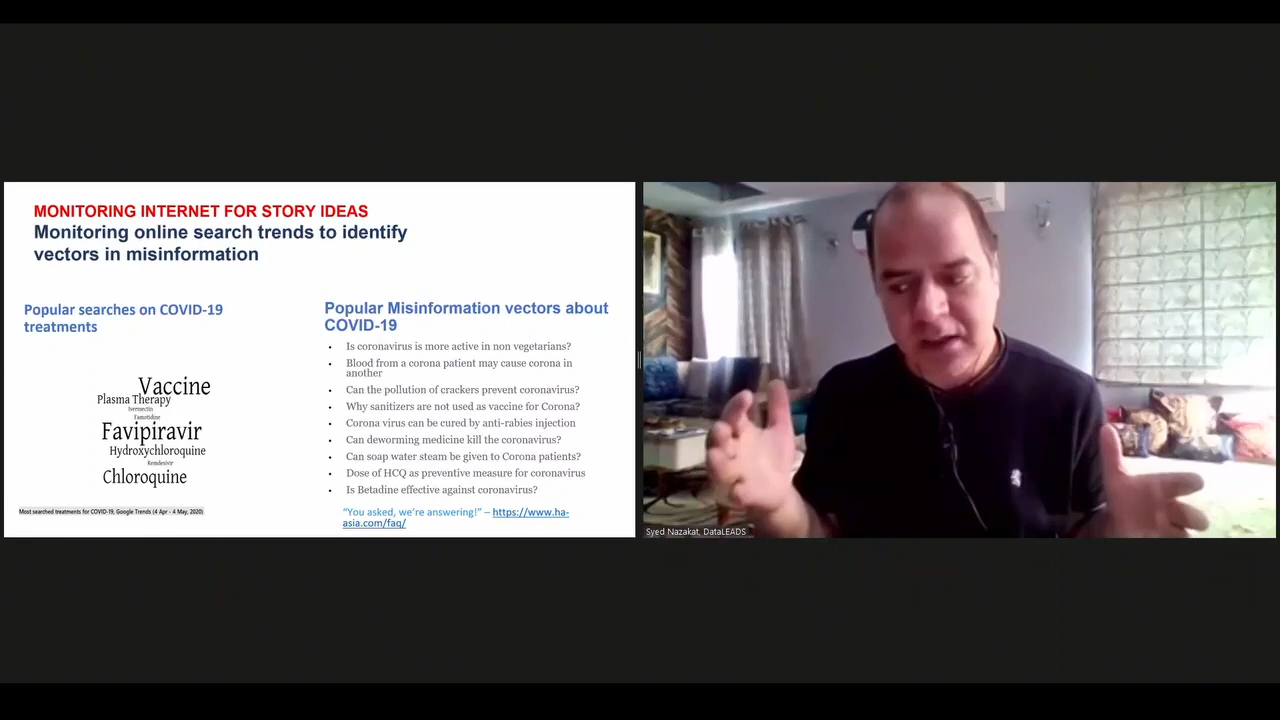 MONITORING INTERNET FOR STORY IDEAS
Monitoring online search trends to identify
vectors in misinformation
Popular searches on COVID-19
treatments
Vaccine
Plasma Therapy
Ivermectin
Famotidine
Favipiravir
Hydroxychloroquine
Remdesivir
Chloroquine
Most searched treatments for COVID-19, Google Trends (4 Apr - 4 May, 2020)
Popular Misinformation vectors about
COVID-19
• Is coronavirus is more active in non vegetarians?
• Blood from a corona patient may cause corona in
another
• Can the pollution of crackers prevent coronavirus?
• Why sanitizers are not used as vaccine for Corona?
• Corona virus can be cured by anti-rabies injection
• Can deworming medicine kill the coronavirus?
• Can soap water steam be given to Corona patients?
• Dose of HCQ as preventive measure for coronavirus
• Is Betadine effective against coronavirus?
“You asked, we’re answering!” – https://www.ha-
asia.com/faq/
Syed Nazakat, DataLEADS